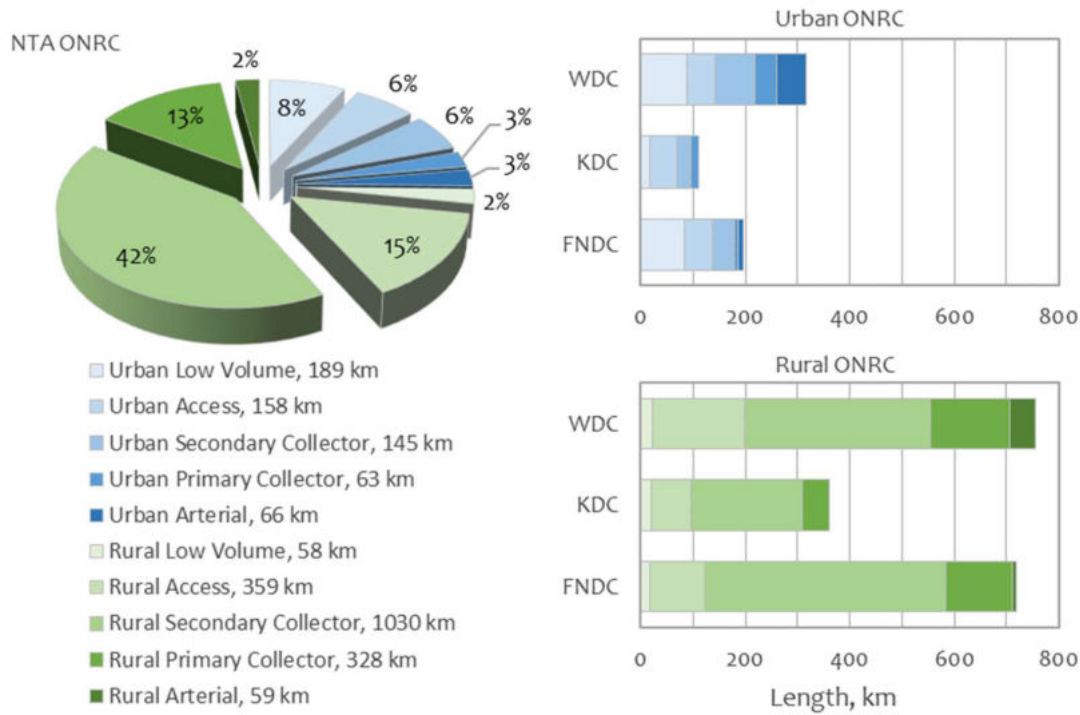 NTA ONRC
2%
8%
6%
6%
3%
3%
2%
15%
42%
13%
Urban Low Volume, 189 km
Urban Access, 158 km
Urban Secondary Collector, 145 km
Urban Primary Collector, 63 km
Urban Arterial, 66 km
Rural Low Volume, 58 km
Rural Access, 359 km
Rural Secondary Collector, 1030 km
Rural Primary Collector, 328 km
Rural Arterial, 59 km
Urban ONRC
WDC
KDC
FNDC
0 200 400 600 800
Rural ONRC
WDC
KDC
FNDC
0 200 400 600 800
Length, km